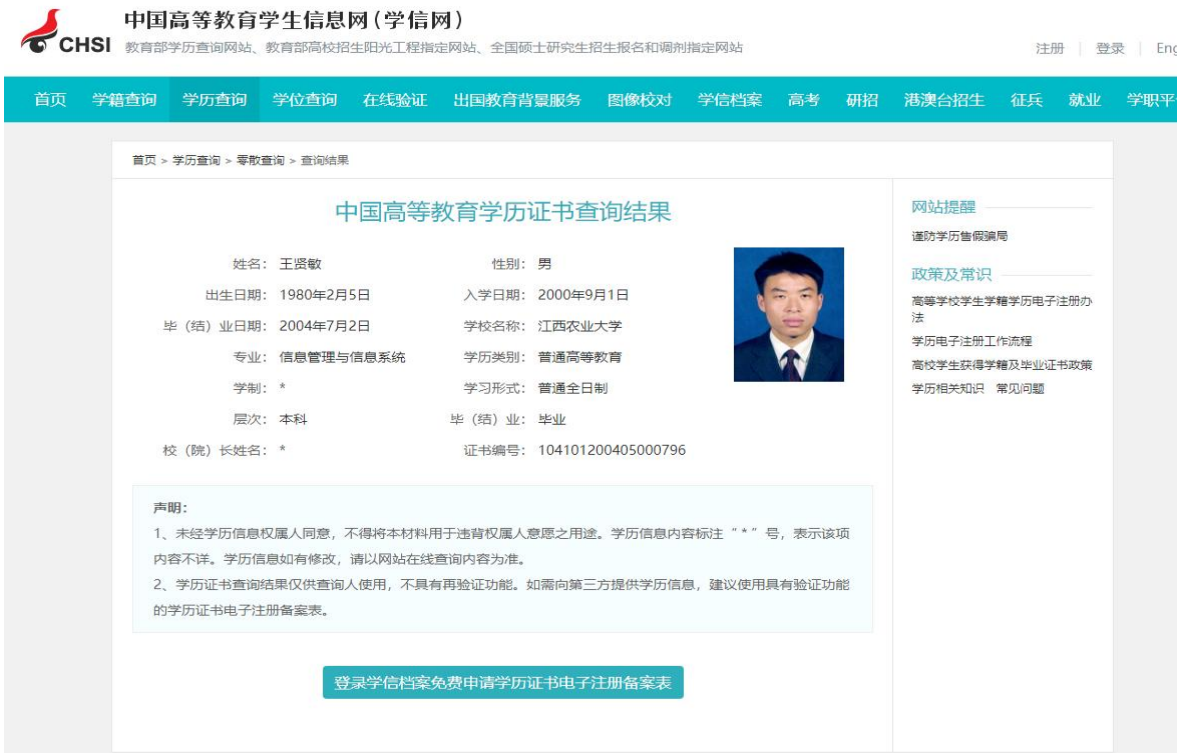 中国高等教育学生信息网(学信网)
CHSI 教育部学历查询网站、教育部高校招生阳光工程指定网站、全国硕士研究生招生报名和调剂指定网站
注册 | 登录 | Eng
首页 学籍查询 学历查询 学位查询 在线验证 出国教育背景服务 图像校对 学信档案 高考 研招 港澳台招生 征兵 就业 学职平
首页 > 学历查询 > 零散查询 > 查询结果
中国高等教育学历证书查询结果
姓名: 王贤敏 性别: 男
出生日期: 1980年2月5日 入学日期: 2000年9月1日
毕(结)业日期: 2004年7月2日 学校名称: 江西农业大学
专业: 信息管理与信息系统 学历类别: 普通高等教育
学制: * 学习形式: 普通全日制
层次: 本科 毕(结)业: 毕业
校(院)长姓名: * 证书编号: 104101200405000796
声明:
1、未经学历信息权属人同意,不得将本材料用于违背权属人意愿之用途。学历信息内容标注“*”号,表示该项
内容不详。学历信息如有修改,请以网站在线查询内容为准。
2、学历证书查询结果仅供查询人使用,不具有再验证功能。如需向第三方提供学历信息,建议使用具有验证功能
的学历证书电子注册备案表。
登录学信档案免费申请学历证书电子注册备案表
网站提醒
谨防学历售假骗局
政策及常识
高等学校学生学籍学历电子注册办
法
学历电子注册工作流程
高校学生获得学籍及毕业证书政策
学历相关知识 常见问题